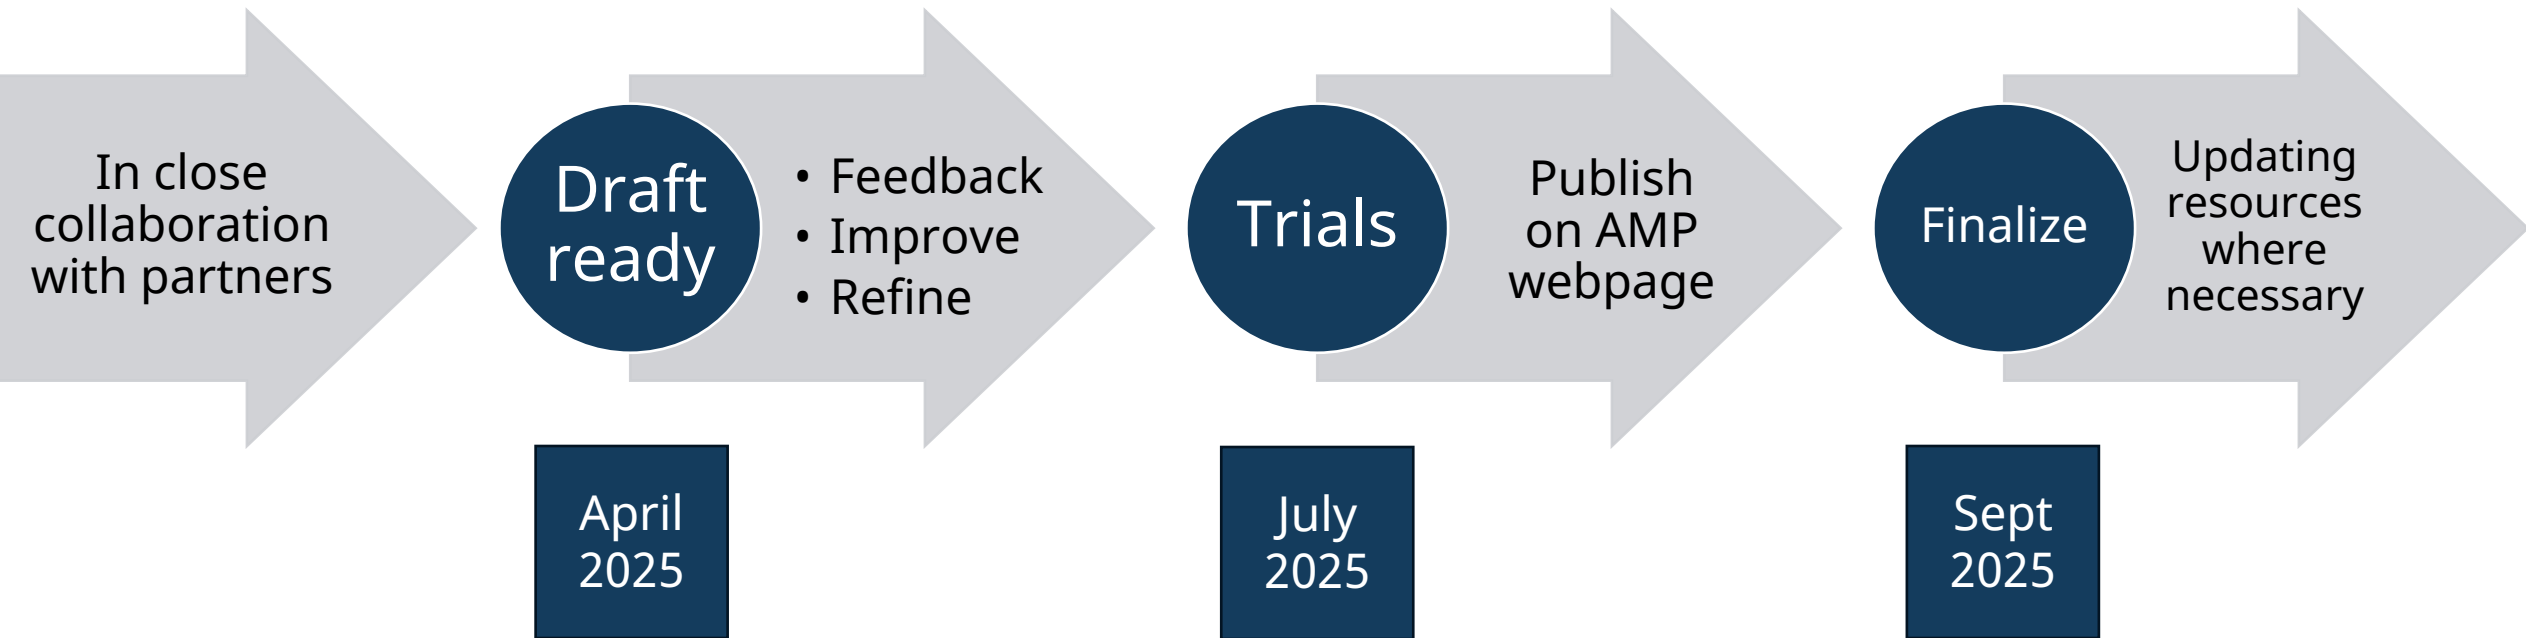 In close
collaboration
with partners
Draft
ready
• Feedback
• Improve
• Refine
Trials
Publish
on AMP
webpage
Finalize
Updating
resources
where
necessary
April
2025
July
2025
Sept
2025